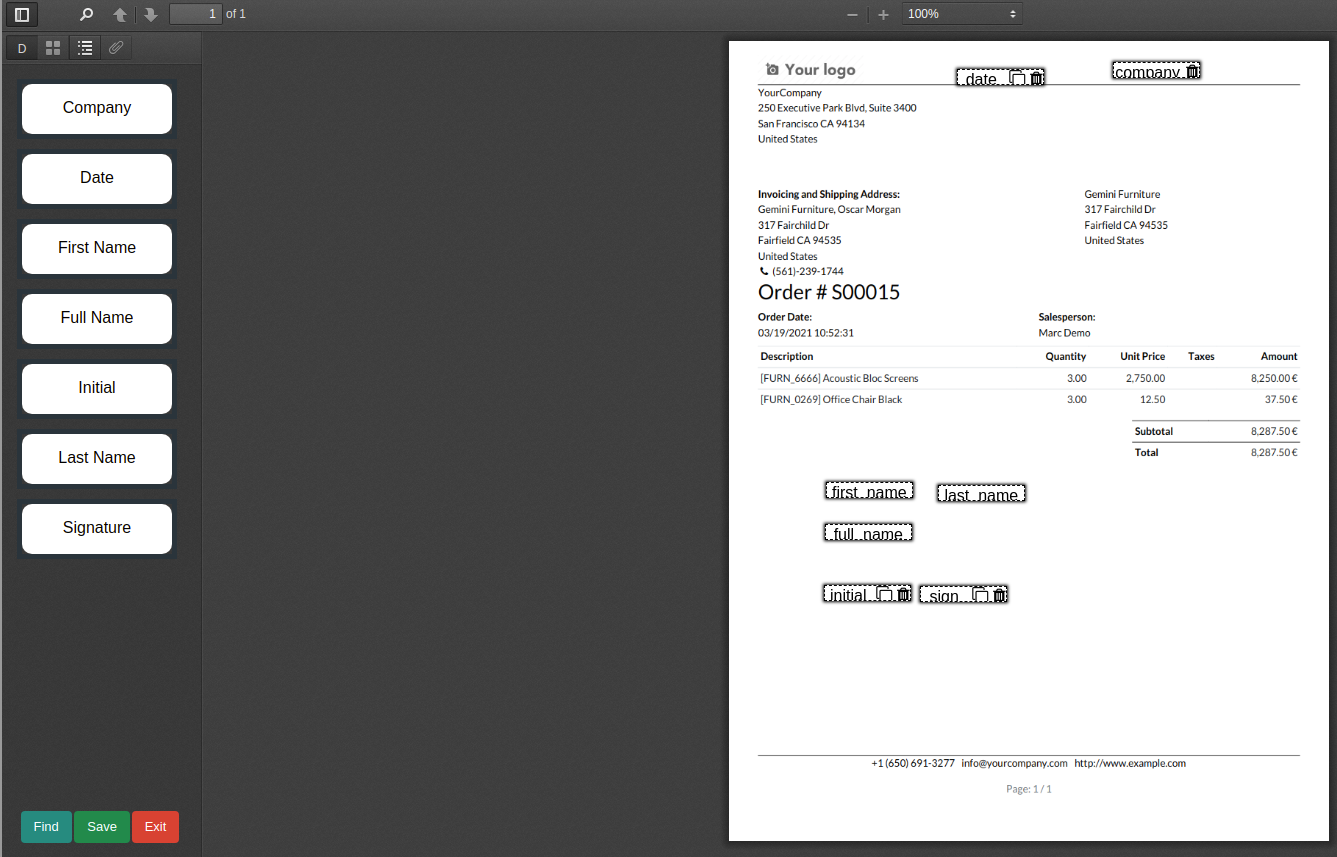 1 of 1
100%
D
Company
Date
First Name
Full Name
Initial
Last Name
Signature
Find Save Exit
Your logo
date
company
YourCompany
250 Executive Park Blvd, Suite 3400
San Francisco CA 94134
United States
Invoicing and Shipping Address:
Gemini Furniture, Oscar Morgan
317 Fairchild Dr
Fairfield CA 94535
United States
(561)-239-1744
Gemini Furniture
317 Fairchild Dr
Fairfield CA 94535
United States
Order # S00015
Order Date: Salesperson:
03/19/2021 10:52:31 Marc Demo
Description Quantity Unit Price Taxes Amount
[FURN_6666] Acoustic Bloc Screens 3.00 2,750.00 8,250.00 €
[FURN_0269] Office Chair Black 3.00 12.50 37.50 €
Subtotal 8,287.50 €
Total 8,287.50 €
first_name last_name
full_name
initial sign
+1 (650) 691-3277 info@yourcompany.com http://www.example.com
Page: 1 / 1